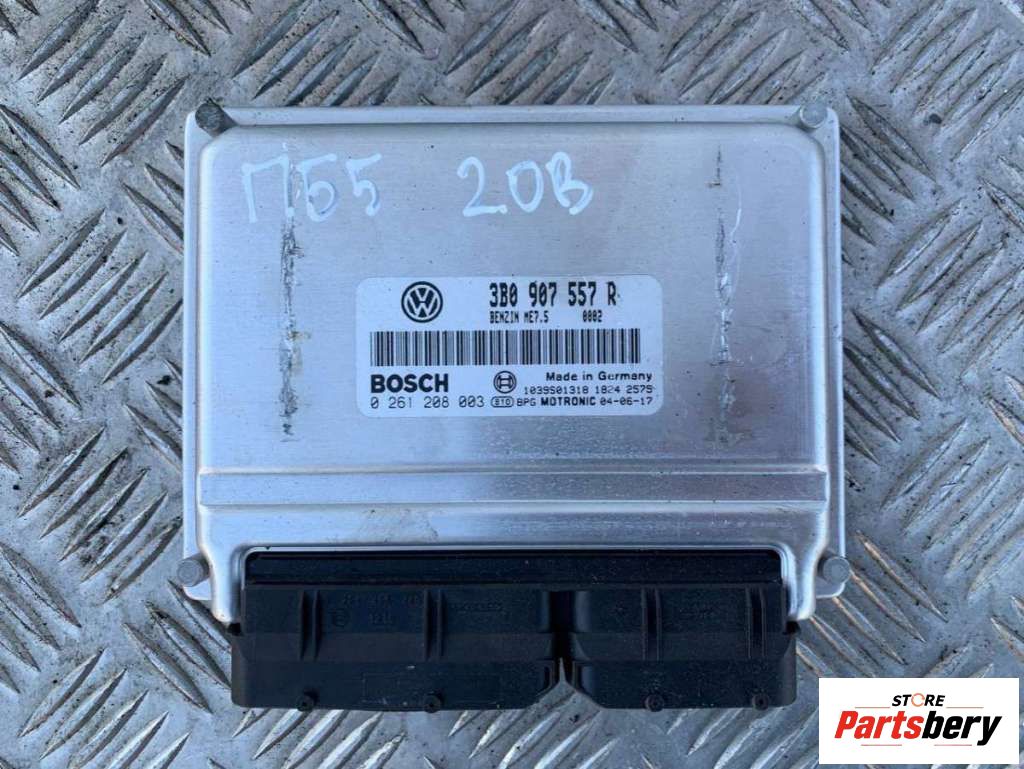 ПБ5 2.0В
3B0 907 557 R
BENZIN ME7.5 0002
BOSCH
Made in Germany
1039S01318 1824 2575
0 261 208 003 BPG MOTRONIC 04-06-17
STORE
Partsbery